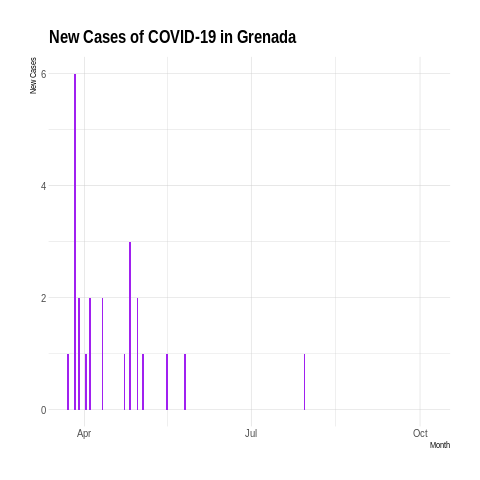 New Cases of COVID-19 in Grenada
New Cases
6
4
2
0
Apr Jul Oct
Month